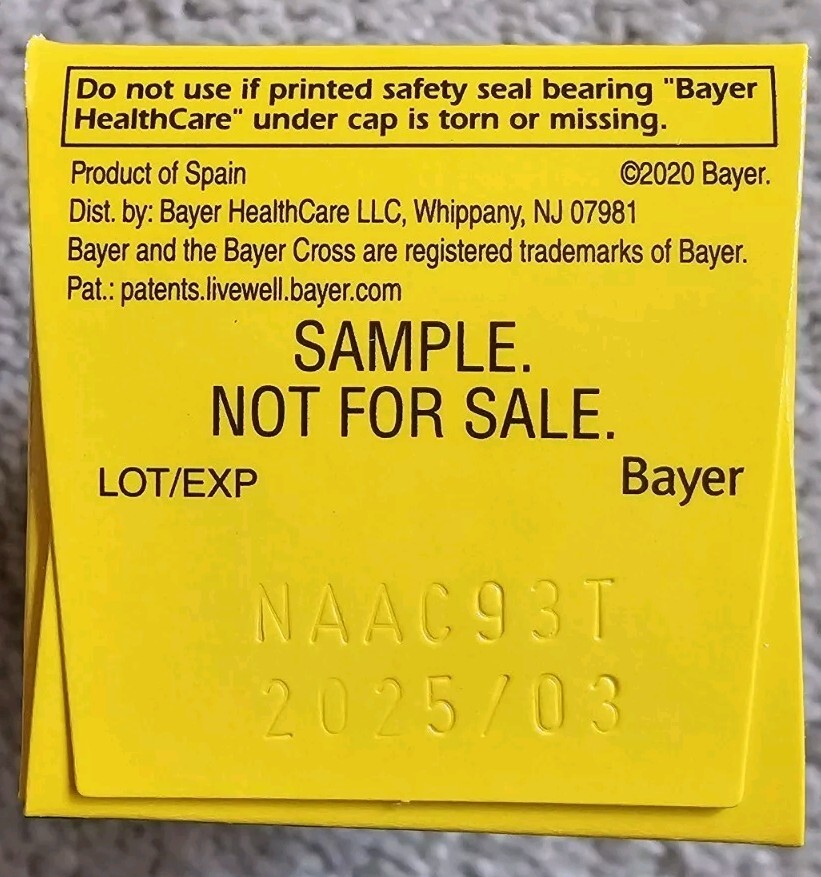 Do not use if printed safety seal bearing "Bayer
HealthCare" under cap is torn or missing.
Product of Spain ©2020 Bayer.
Dist. by: Bayer HealthCare LLC, Whippany, NJ 07981
Bayer and the Bayer Cross are registered trademarks of Bayer.
Pat.: patents.livewell.bayer.com
SAMPLE.
NOT FOR SALE.
LOT/EXP Bayer
NAAC93T
2025/03